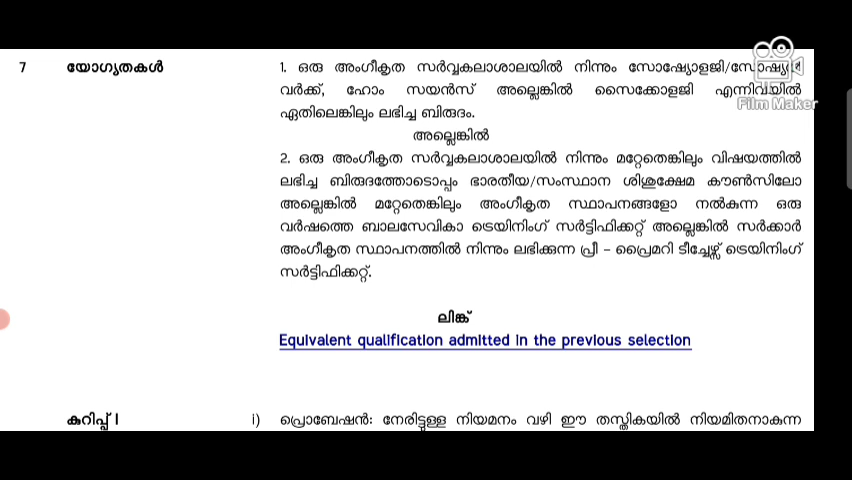 7 യോഗ്യതകൾ 1. ഒരു അംഗീകൃത സർവ്വകലാശാലയിൽ നിന്നും സോഷ്യോളജി/സോഷ്യൽ
വർക്ക്, ഹോം സയൻസ് അല്ലെങ്കിൽ സൈക്കോളജി എന്നിവയിൽ
ഏതിലെങ്കിലും ലഭിച്ച ബിരുദം.
അല്ലെങ്കിൽ
2. ഒരു അംഗീകൃത സർവ്വകലാശാലയിൽ നിന്നും മറ്റേതെങ്കിലും വിഷയത്തിൽ
ലഭിച്ച ബിരുദത്തോടൊപ്പം ഭാരതീയ/സംസ്ഥാന ശിശുക്ഷേമ കൗൺസിലോ
അല്ലെങ്കിൽ മറ്റേതെങ്കിലും അംഗീകൃത സ്ഥാപനങ്ങളോ നൽകുന്ന ഒരു
വർഷത്തെ ബാലസേവികാ ട്രെയിനിംഗ് സർട്ടിഫിക്കറ്റ് അല്ലെങ്കിൽ സർക്കാർ
അംഗീകൃത സ്ഥാപനത്തിൽ നിന്നും ലഭിക്കുന്ന പ്രീ – പ്രൈമറി ടീച്ചേഴ്സ് ട്രെയിനിംഗ്
സർട്ടിഫിക്കറ്റ്.
ലിങ്ക്
Equivalent qualification admitted in the previous selection
കുറിപ്പ് I i) പ്രൊബേഷൻ: നേരിട്ടുള്ള നിയമനം വഴി ഈ തസ്തികയിൽ നിയമിതനാകുന്ന
Film Maker